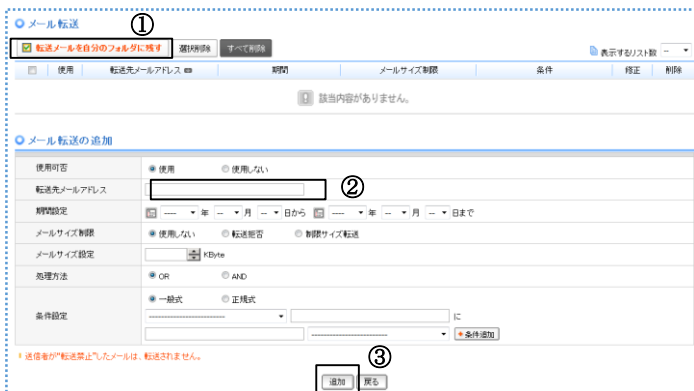 メール転送 ①
転送メールを自分のフォルダに残す 選択削除 すべて削除 表示するリスト数 --
使用 転送先メールアドレス 期間 メールサイズ制限 条件 修正 削除
該当内容がありません。
メール転送の追加
使用可否 使用 使用しない
転送先メールアドレス ②
期間設定 ---- 年 -- 月 -- 日から ---- 年 -- 月 -- 日まで
メールサイズ制限 使用しない 転送拒否 制限サイズ転送
メールサイズ設定 KByte
処理方法 OR AND
一般式 正規式
条件設定 ------------------------ に
------------------------ 条件追加
送信者が"転送禁止"したメールは、転送されません。
③
追加 戻る